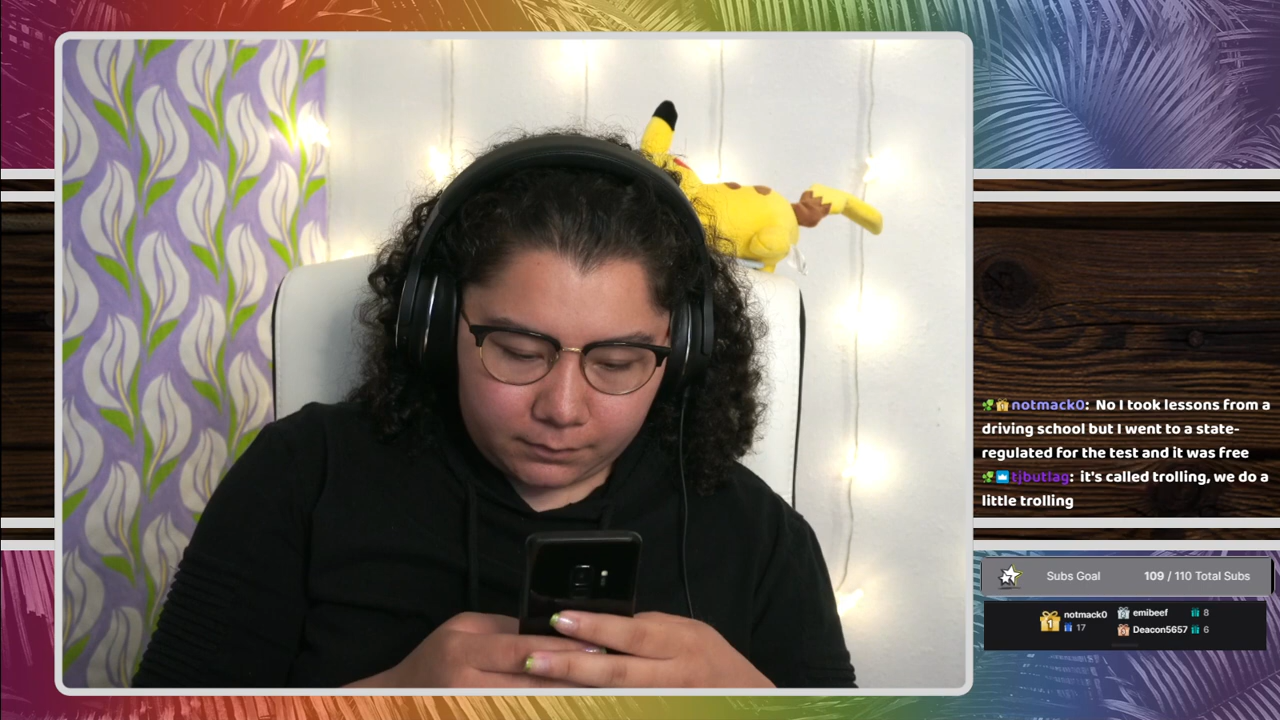 notmack0: No I took lessons from a
driving school but I went to a state-
regulated for the test and it was free
tjbutlag: it's called trolling, we do a
little trolling
Subs Goal 109 / 110 Total Subs
1 notmack0 17
emibeef 8
Deacon5657 6